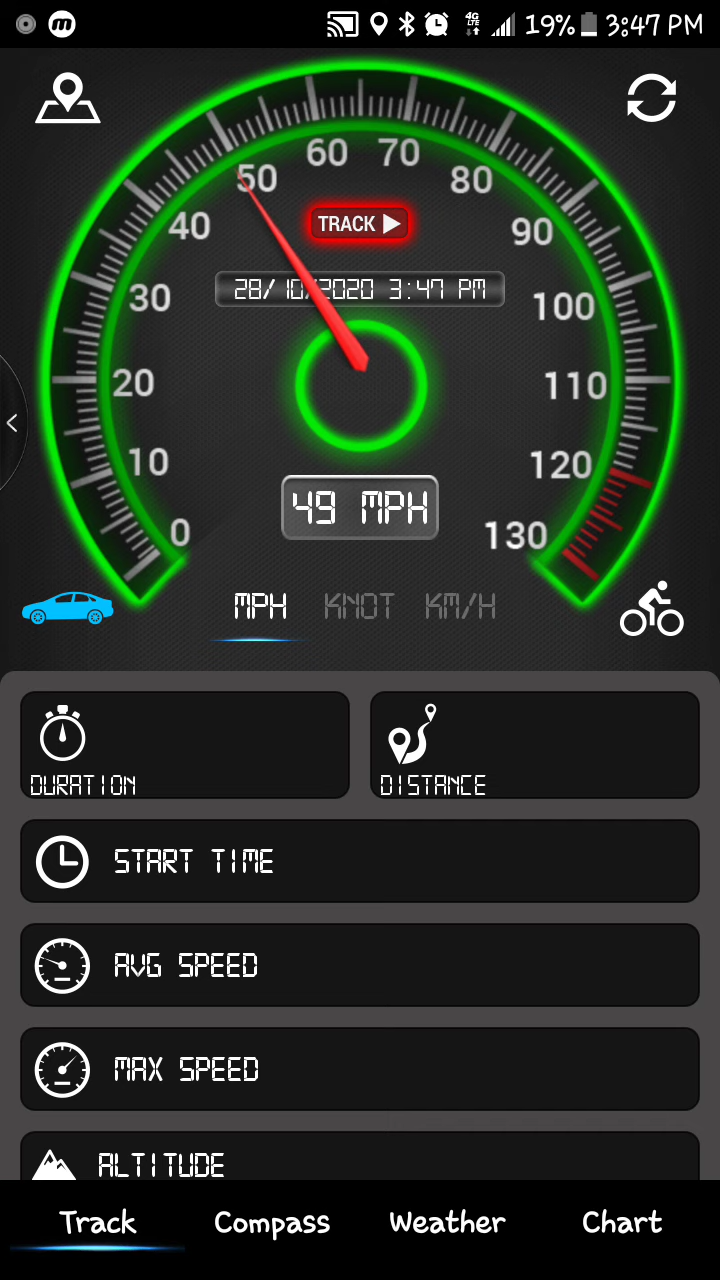 m 4G LTE 19% 3:47 PM
60 70
50 80
40 TRACK 90
28/10/2020 3:47 PM
30 100
20 110
10 120
49 MPH
0 130
MPH KNOT KM/H
DURATION DISTANCE
START TIME
AVG SPEED
MAX SPEED
ALTITUDE
Track Compass Weather Chart